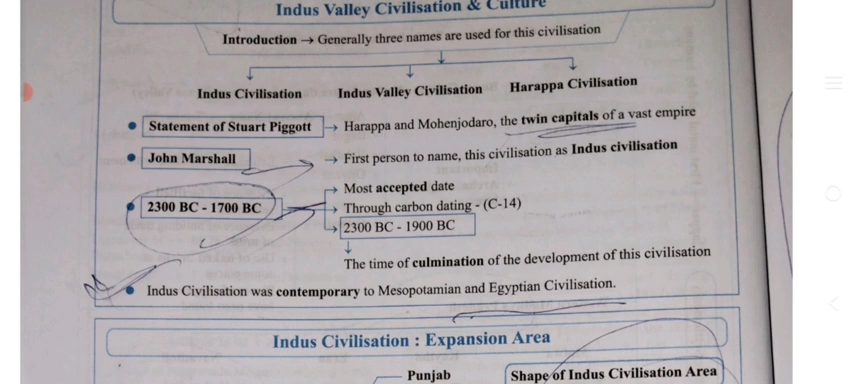 Indus Valley Civilisation & Culture
Introduction → Generally three names are used for this civilisation
Indus Civilisation Indus Valley Civilisation Harappa Civilisation
• Statement of Stuart Piggott → Harappa and Mohenjodaro, the twin capitals of a vast empire
• John Marshall → First person to name, this civilisation as Indus civilisation
→ Most accepted date
• 2300 BC - 1700 BC → Through carbon dating - (C-14)
→ 2300 BC - 1900 BC
↓
The time of culmination of the development of this civilisation
• Indus Civilisation was contemporary to Mesopotamian and Egyptian Civilisation.
Indus Civilisation : Expansion Area
Punjab Shape of Indus Civilisation Area